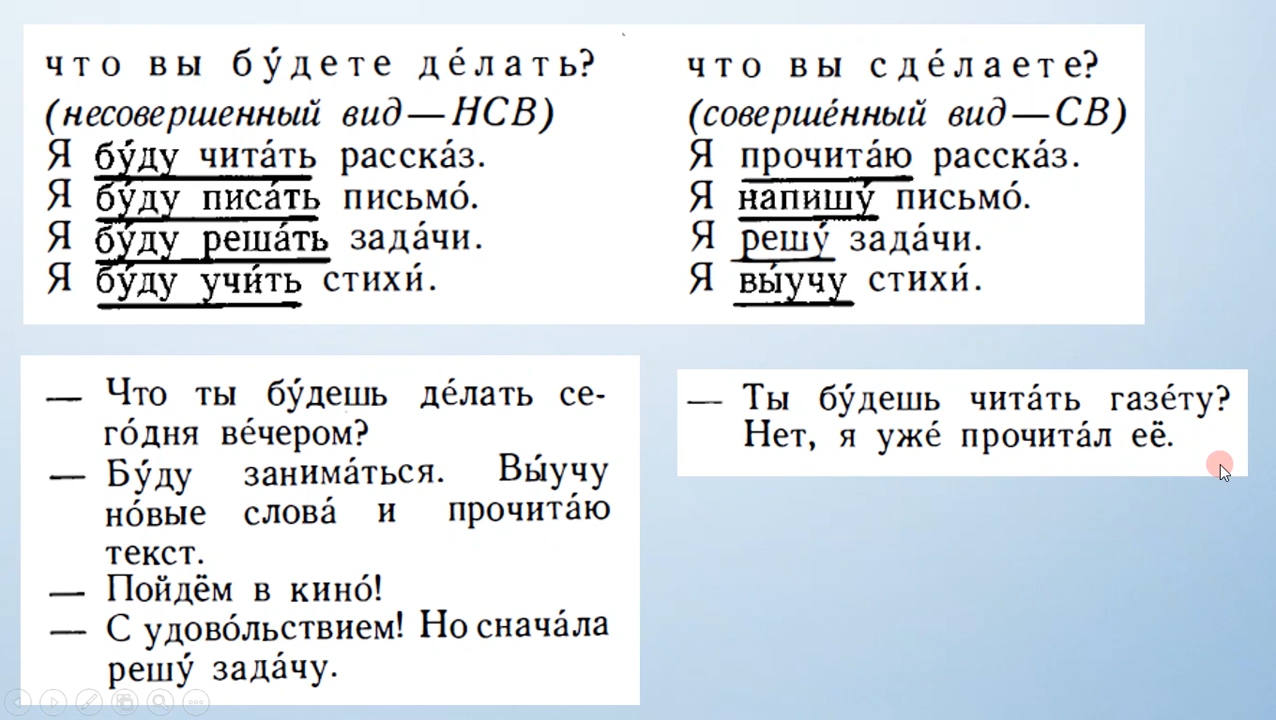 что вы бу́дете де́лать?
(несовершенный вид—НСВ)
Я бу́ду чита́ть расска́з.
Я бу́ду писа́ть письмо́.
Я бу́ду реша́ть зада́чи.
Я бу́ду учи́ть стихи́.
что вы сде́лаете?
(соверше́нный вид—СВ)
Я прочита́ю расска́з.
Я напишу́ письмо́.
Я решу́ зада́чи.
Я вы́учу стихи́.
— Что ты бу́дешь де́лать се-
го́дня ве́чером?
— Бу́ду занима́ться. Вы́учу
но́вые слова́ и прочита́ю
текст.
— Пойдём в кино́!
— С удово́льствием! Но снача́ла
решу́ зада́чу.
— Ты бу́дешь чита́ть газе́ту?
Нет, я уже́ прочита́л её.